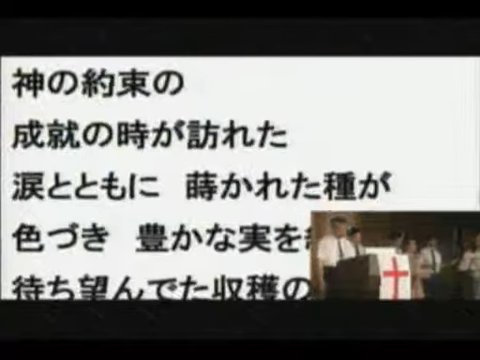 神の約束の
成就の時が訪れた
涙とともに 蒔かれた種が
色づき 豊かな実を
待ち望んでた収穫の